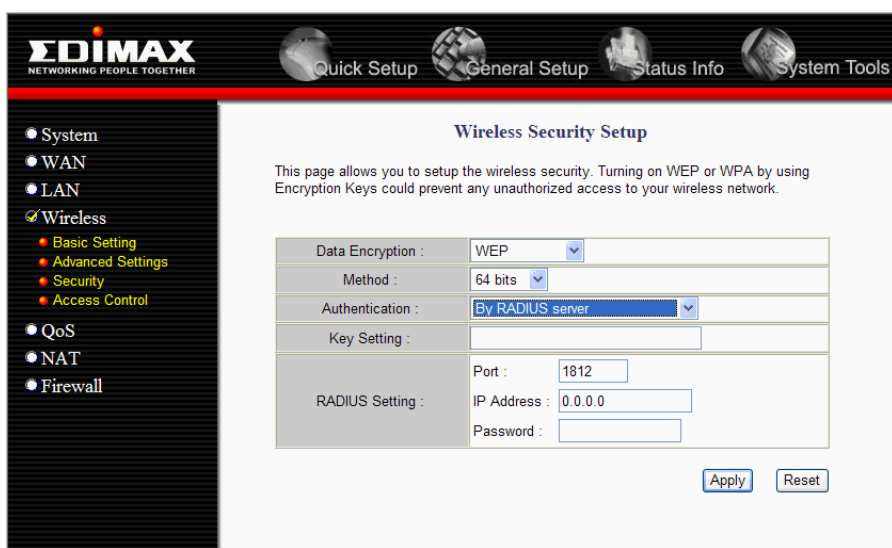 EDIMAX
NETWORKING PEOPLE TOGETHER
Quick Setup
General Setup
Status Info
System Tools
System
WAN
LAN
Wireless
Basic Setting
Advanced Settings
Security
Access Control
QoS
NAT
Firewall
Wireless Security Setup
This page allows you to setup the wireless security. Turning on WEP or WPA by using
Encryption Keys could prevent any unauthorized access to your wireless network.
Data Encryption : WEP
Method : 64 bits
Authentication : By RADIUS server
Key Setting :
RADIUS Setting :
Port : 1812
IP Address : 0.0.0.0
Password :
Apply Reset